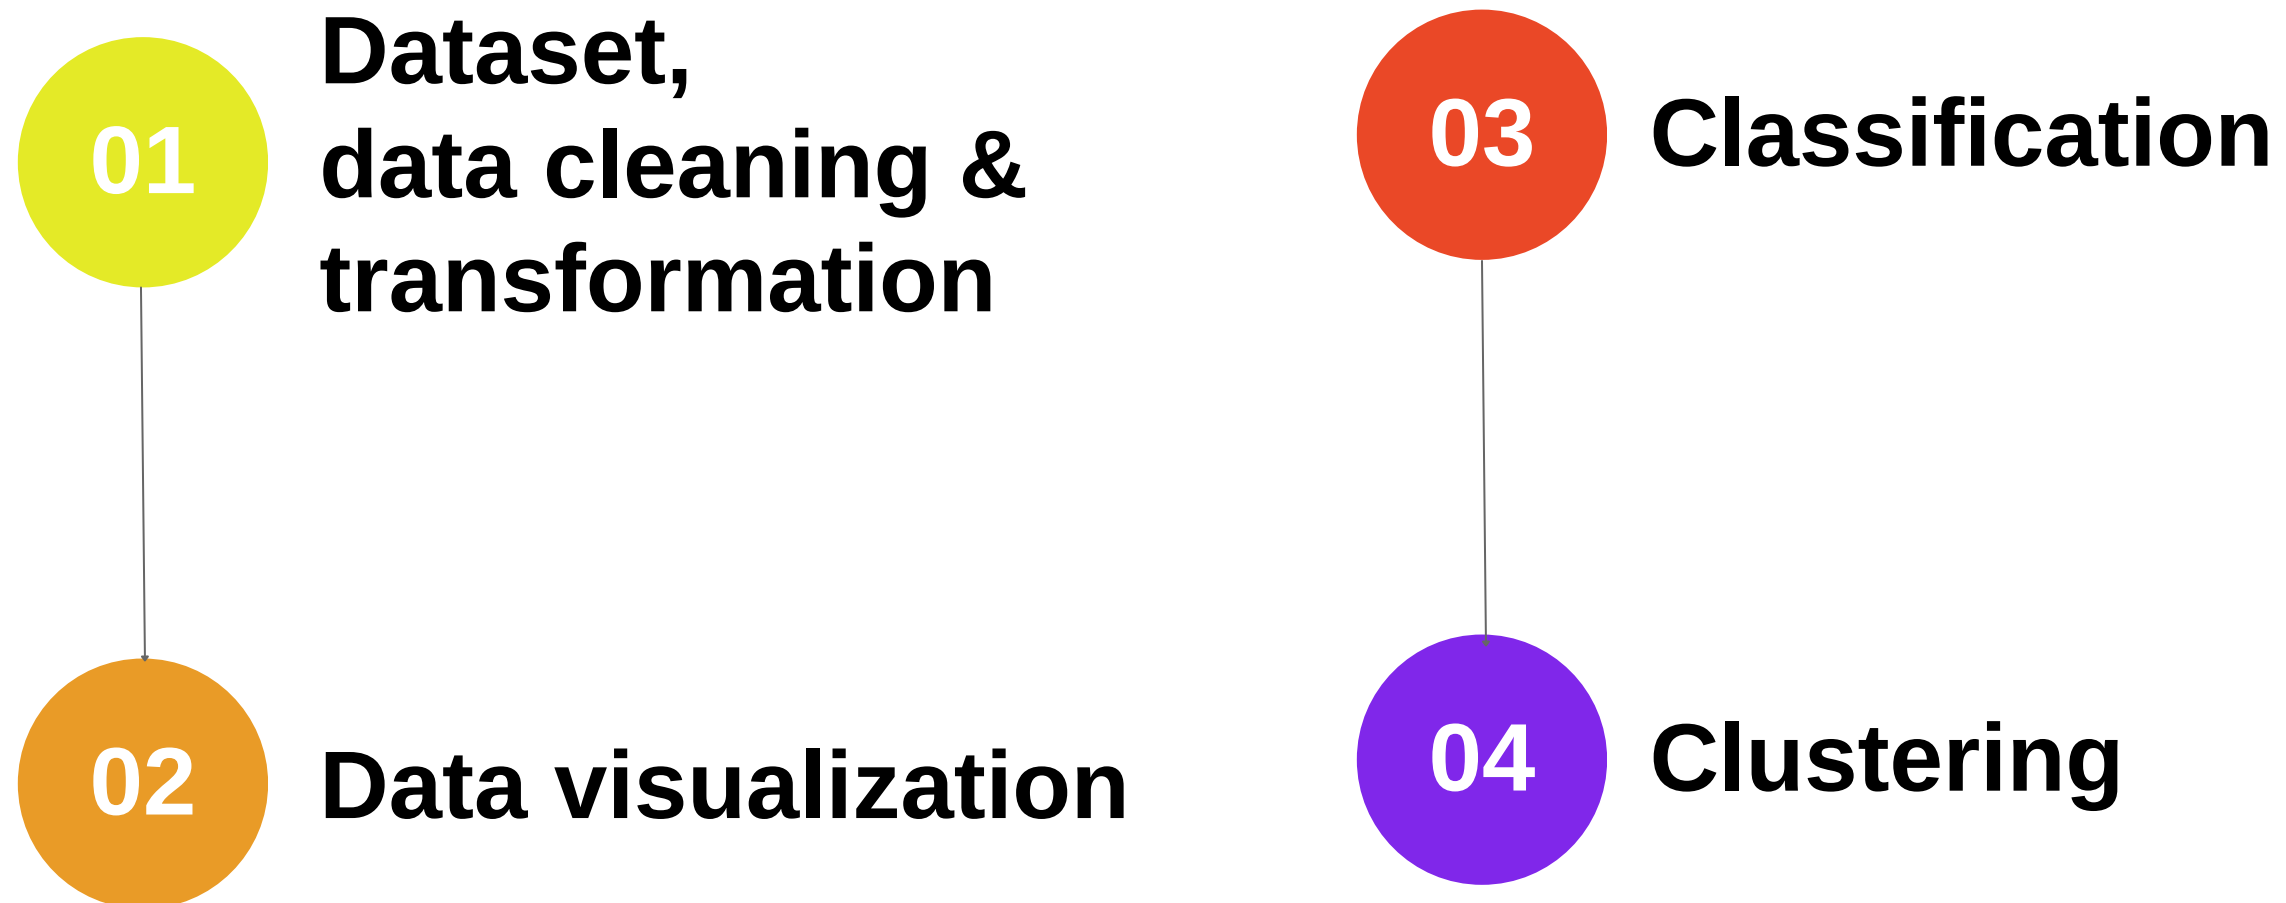 01
Dataset,
data cleaning &
transformation
02
Data visualization
03
Classification
04
Clustering